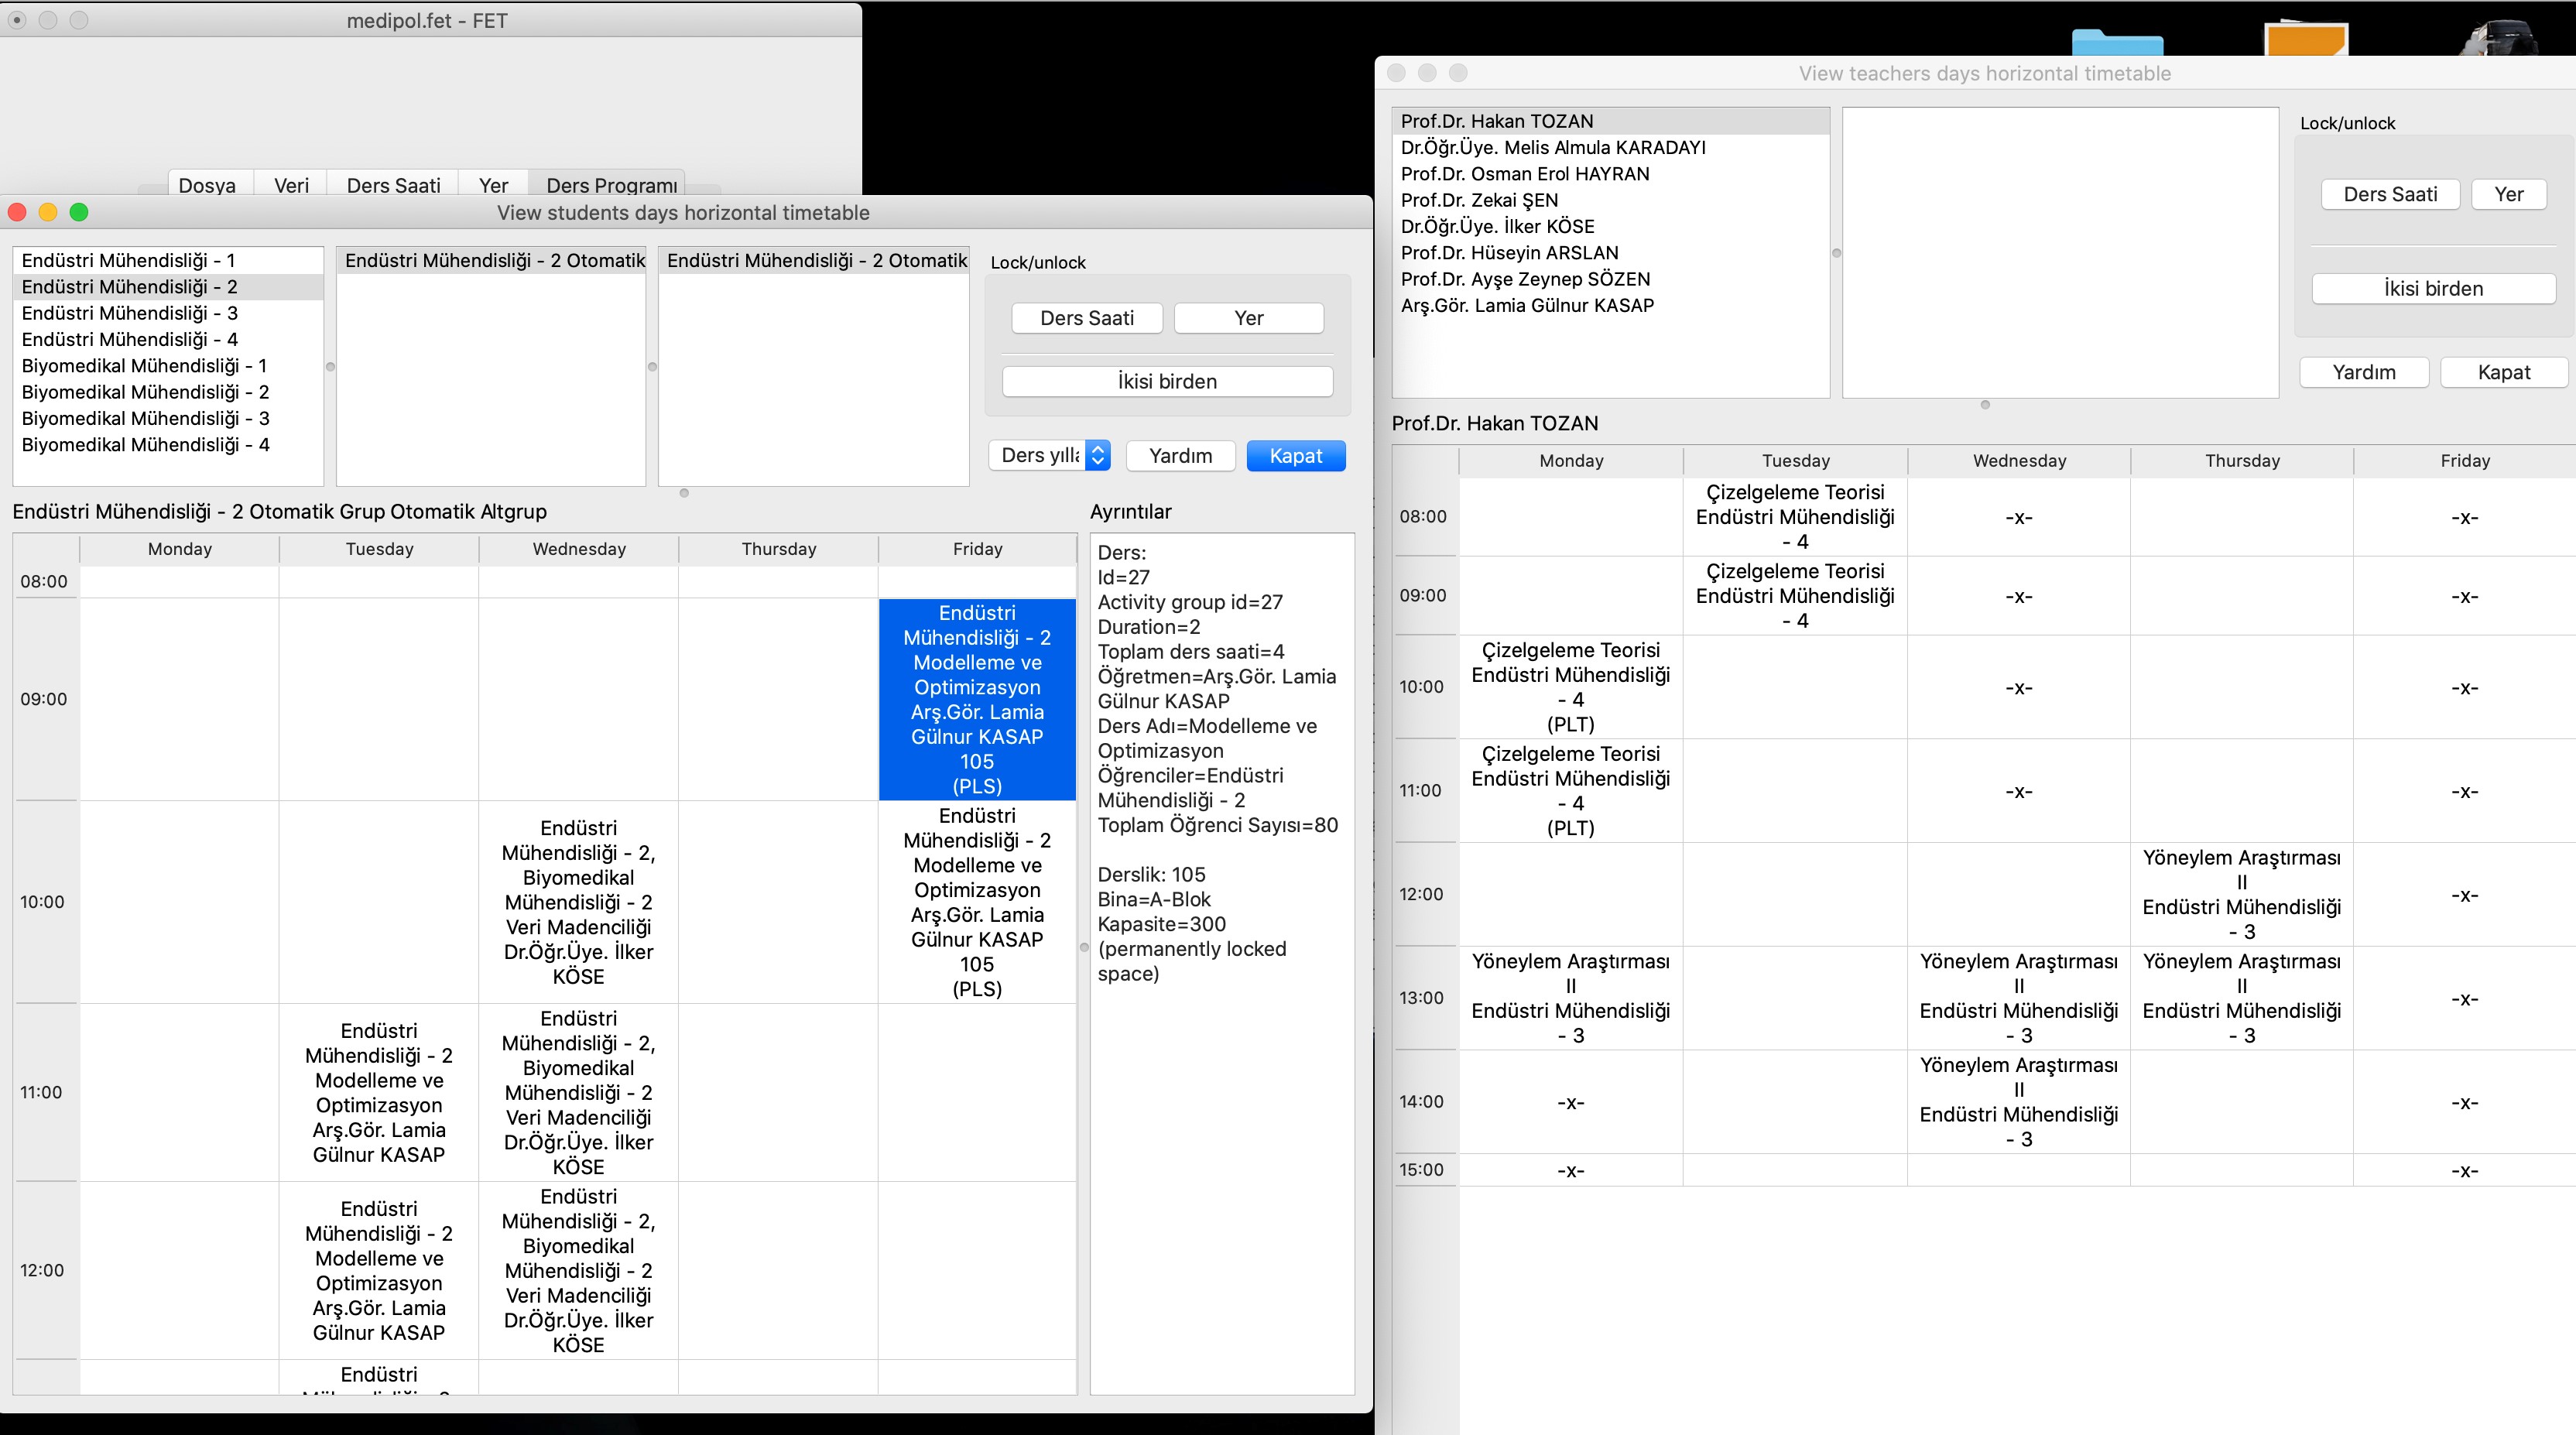 medipol.fet - FET
Dosya
Veri
Ders Saati
Yer
Ders Programı
View students days horizontal timetable
Endüstri Mühendisliği - 1
Endüstri Mühendisliği - 2
Endüstri Mühendisliği - 3
Endüstri Mühendisliği - 4
Biyomedikal Mühendisliği - 1
Biyomedikal Mühendisliği - 2
Biyomedikal Mühendisliği - 3
Biyomedikal Mühendisliği - 4
Endüstri Mühendisliği - 2 Otomatik
Endüstri Mühendisliği - 2 Otomatik
Lock/unlock
Ders Saati
Yer
İkisi birden
Ders yılla
Yardım
Kapat
Endüstri Mühendisliği - 2 Otomatik Grup Otomatik Altgrup
Monday
Tuesday
Wednesday
Thursday
Friday
08:00
09:00
Endüstri
Mühendisliği - 2
Modelleme ve
Optimizasyon
Arş.Gör. Lamia
Gülnur KASAP
105
(PLS)
10:00
Endüstri
Mühendisliği - 2,
Biyomedikal
Mühendisliği - 2
Veri Madenciliği
Dr.Öğr.Üye. İlker
KÖSE
Endüstri
Mühendisliği - 2
Modelleme ve
Optimizasyon
Arş.Gör. Lamia
Gülnur KASAP
105
(PLS)
11:00
Endüstri
Mühendisliği - 2
Modelleme ve
Optimizasyon
Arş.Gör. Lamia
Gülnur KASAP
Endüstri
Mühendisliği - 2,
Biyomedikal
Mühendisliği - 2
Veri Madenciliği
Dr.Öğr.Üye. İlker
KÖSE
12:00
Endüstri
Mühendisliği - 2
Modelleme ve
Optimizasyon
Arş.Gör. Lamia
Gülnur KASAP
Endüstri
Mühendisliği - 2,
Biyomedikal
Mühendisliği - 2
Veri Madenciliği
Dr.Öğr.Üye. İlker
KÖSE
Endüstri
Ayrıntılar
Ders:
Id=27
Activity group id=27
Duration=2
Toplam ders saati=4
Öğretmen=Arş.Gör. Lamia
Gülnur KASAP
Ders Adı=Modelleme ve
Optimizasyon
Öğrenciler=Endüstri
Mühendisliği - 2
Toplam Öğrenci Sayısı=80
Derslik: 105
Bina=A-Blok
Kapasite=300
(permanently locked
space)
View teachers days horizontal timetable
Prof.Dr. Hakan TOZAN
Dr.Öğr.Üye. Melis Almula KARADAYI
Prof.Dr. Osman Erol HAYRAN
Prof.Dr. Zekai ŞEN
Dr.Öğr.Üye. İlker KÖSE
Prof.Dr. Hüseyin ARSLAN
Prof.Dr. Ayşe Zeynep SÖZEN
Arş.Gör. Lamia Gülnur KASAP
Lock/unlock
Ders Saati
Yer
İkisi birden
Yardım
Kapat
Prof.Dr. Hakan TOZAN
Monday
Tuesday
Wednesday
Thursday
Friday
08:00
Çizelgeleme Teorisi
Endüstri Mühendisliği
- 4
-x-
-x-
09:00
Çizelgeleme Teorisi
Endüstri Mühendisliği
- 4
-x-
-x-
10:00
Çizelgeleme Teorisi
Endüstri Mühendisliği
- 4
(PLT)
-x-
-x-
11:00
Çizelgeleme Teorisi
Endüstri Mühendisliği
- 4
(PLT)
-x-
-x-
12:00
Yöneylem Araştırması
II
Endüstri Mühendisliği
- 3
-x-
13:00
Yöneylem Araştırması
II
Endüstri Mühendisliği
- 3
Yöneylem Araştırması
II
Endüstri Mühendisliği
- 3
Yöneylem Araştırması
II
Endüstri Mühendisliği
- 3
-x-
14:00
-x-
Yöneylem Araştırması
II
Endüstri Mühendisliği
- 3
-x-
15:00
-x-
-x-